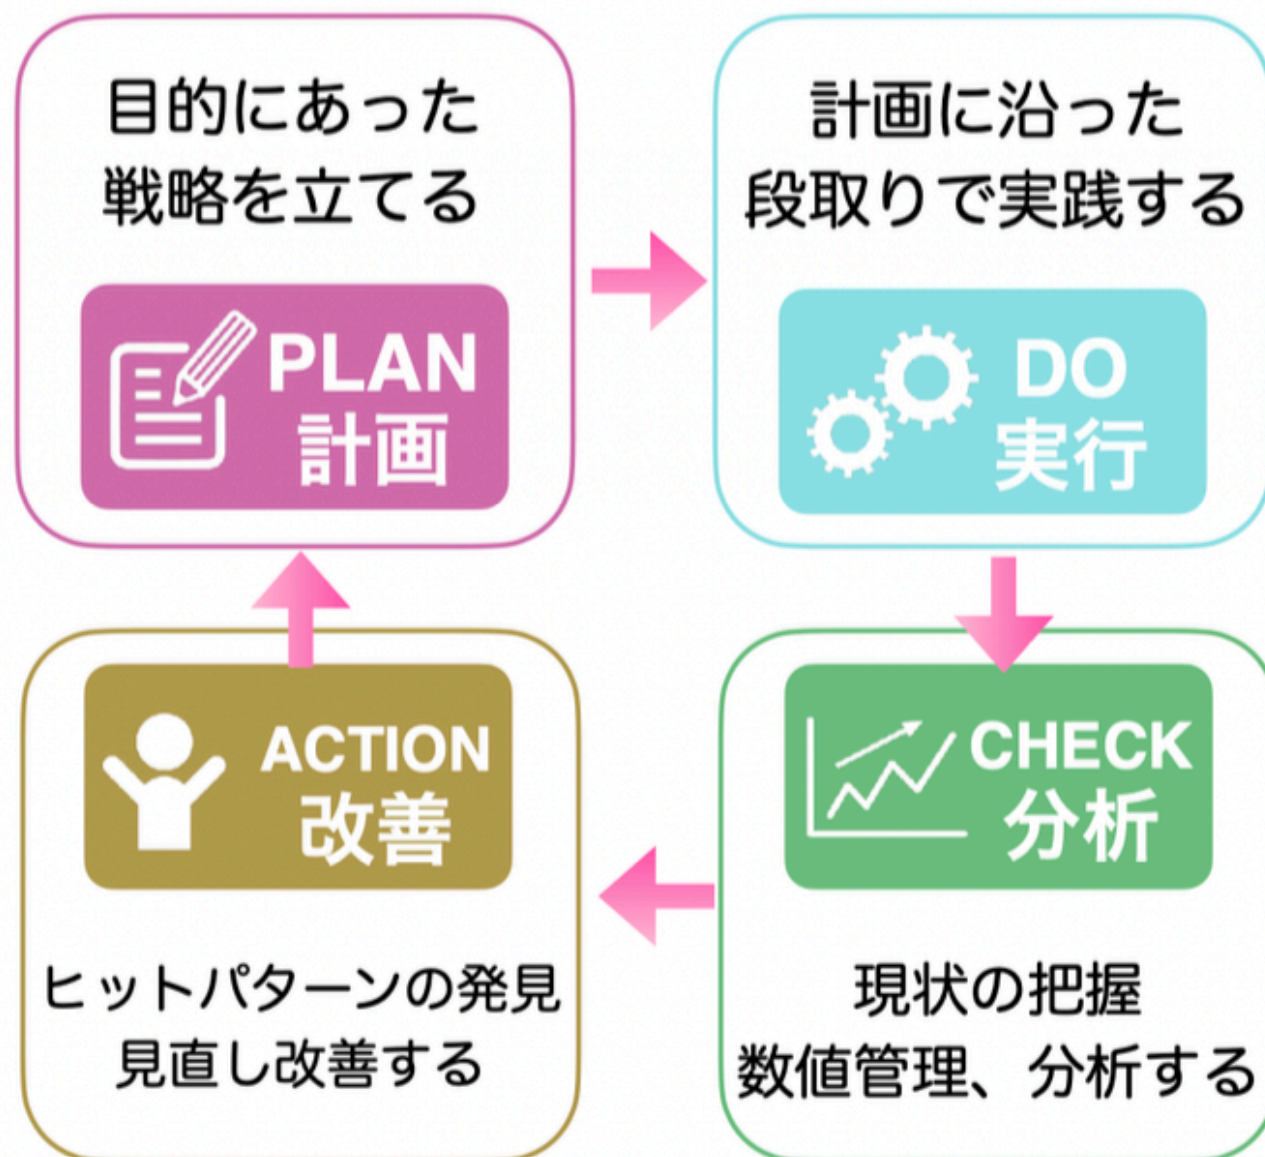 目的にあった
戦略を立てる
PLAN
計画
計画に沿った
段取りで実践する
DO
実行
CHECK
分析
現状の把握
数値管理、分析する
ACTION
改善
ヒットパターンの発見
見直し改善する